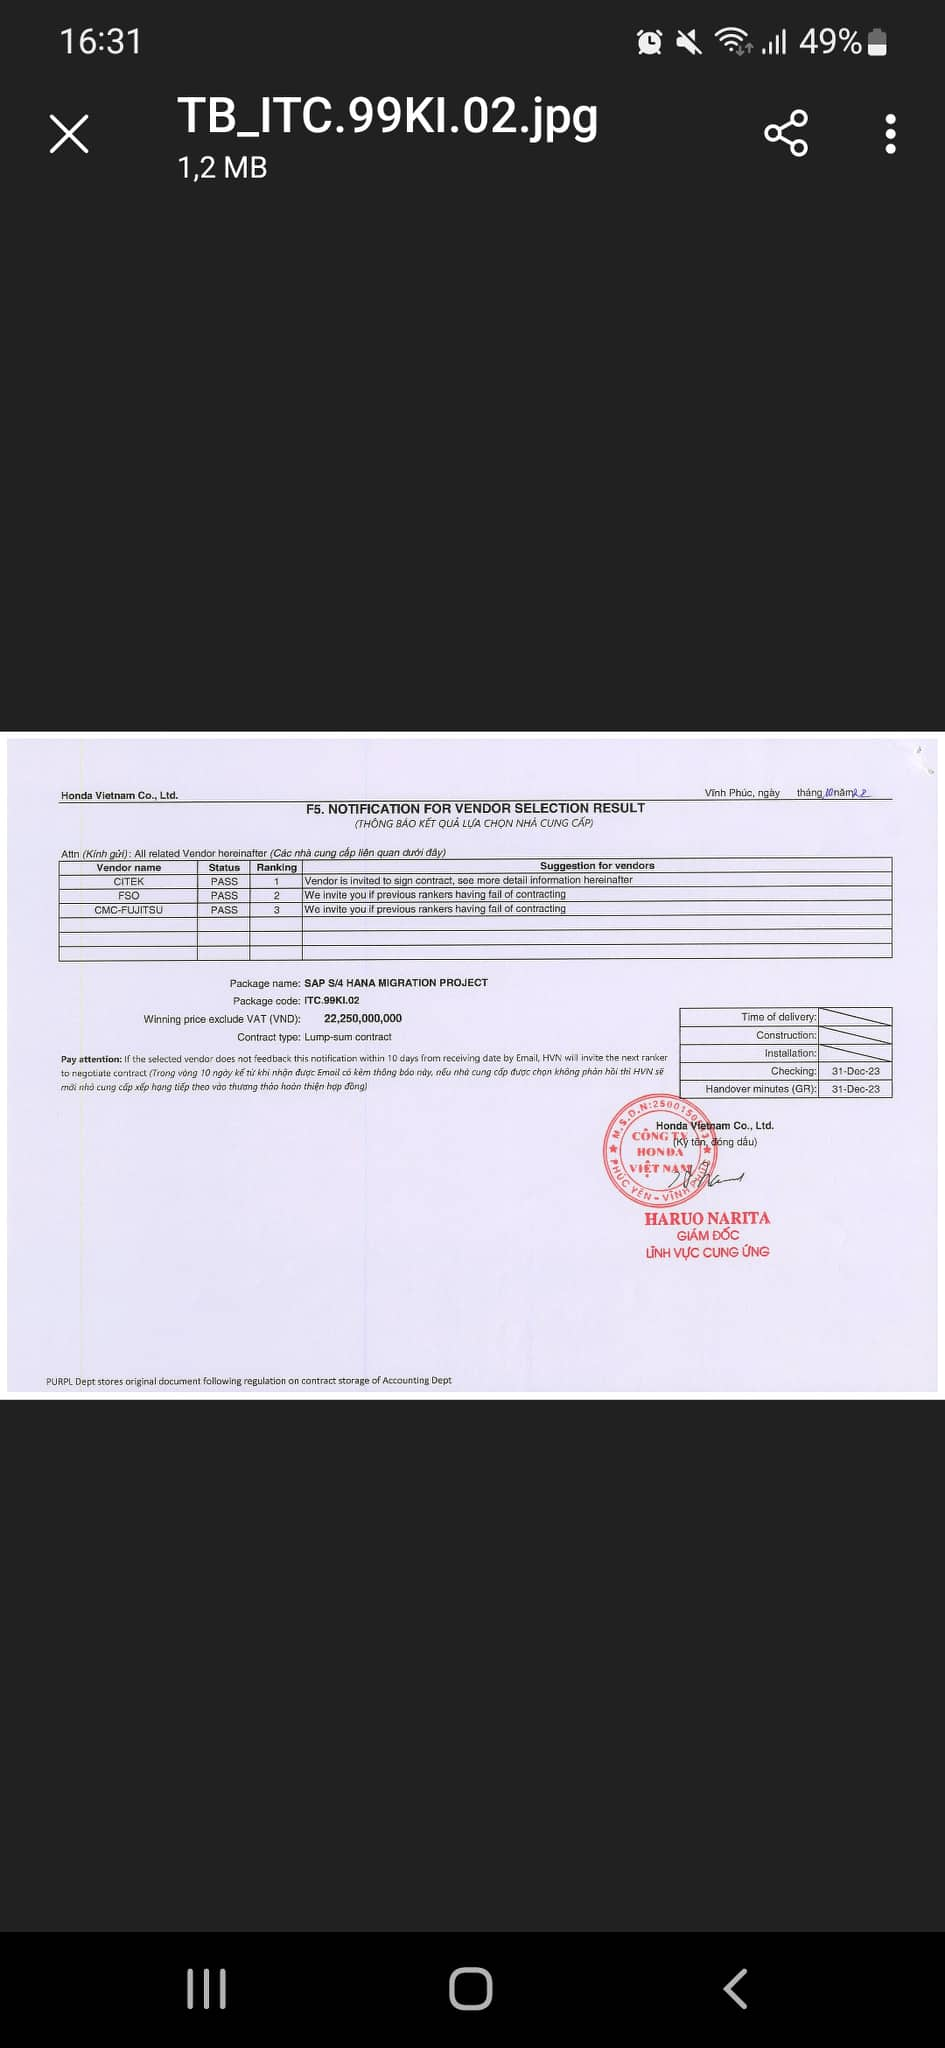 16:31
49%
TB_ITC.99KI.02.jpg
1,2 MB
Honda Vietnam Co., Ltd.
Vĩnh Phúc, ngày tháng 10 năm 22
F5. NOTIFICATION FOR VENDOR SELECTION RESULT
(THÔNG BÁO KẾT QUẢ LỰA CHỌN NHÀ CUNG CẤP)
Attn (Kính gửi): All related Vendor hereinafter (Các nhà cung cấp liên quan dưới đây)
Vendor name Status Ranking Suggestion for vendors
CITEK PASS 1 Vendor is invited to sign contract, see more detail information hereinafter
FSO PASS 2 We invite you if previous rankers having fail of contracting
CMC-FUJITSU PASS 3 We invite you if previous rankers having fail of contracting
Package name: SAP S/4 HANA MIGRATION PROJECT
Package code: ITC.99KI.02
Winning price exclude VAT (VND): 22,250,000,000
Contract type: Lump-sum contract
Pay attention: If the selected vendor does not feedback this notification within 10 days from receiving date by Email, HVN will invite the next ranker
to negotiate contract (Trong vòng 10 ngày kể từ khi nhận được Email có kèm thông báo này, nếu nhà cung cấp được chọn không phản hồi thì HVN sẽ
mời nhà cung cấp xếp hạng tiếp theo vào thương thảo hoàn thiện hợp đồng)
Time of delivery:
Construction:
Installation:
Checking: 31-Dec-23
Handover minutes (GR): 31-Dec-23
Honda Vietnam Co., Ltd.
(Ký tên, đóng dấu)
CÔNG TY
HONDA
VIỆT NAM
PHÚC YÊN - VĨNH PHÚC
HARUO NARITA
GIÁM ĐỐC
LĨNH VỰC CUNG ỨNG
PURPL Dept stores original document following regulation on contract storage of Accounting Dept